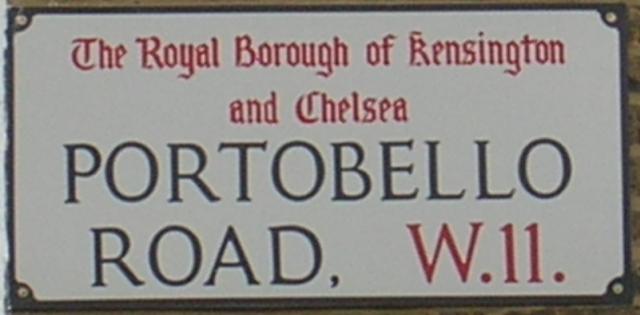 The Royal Borough of Kensington
and Chelsea
PORTOBELLO
ROAD, W.11.